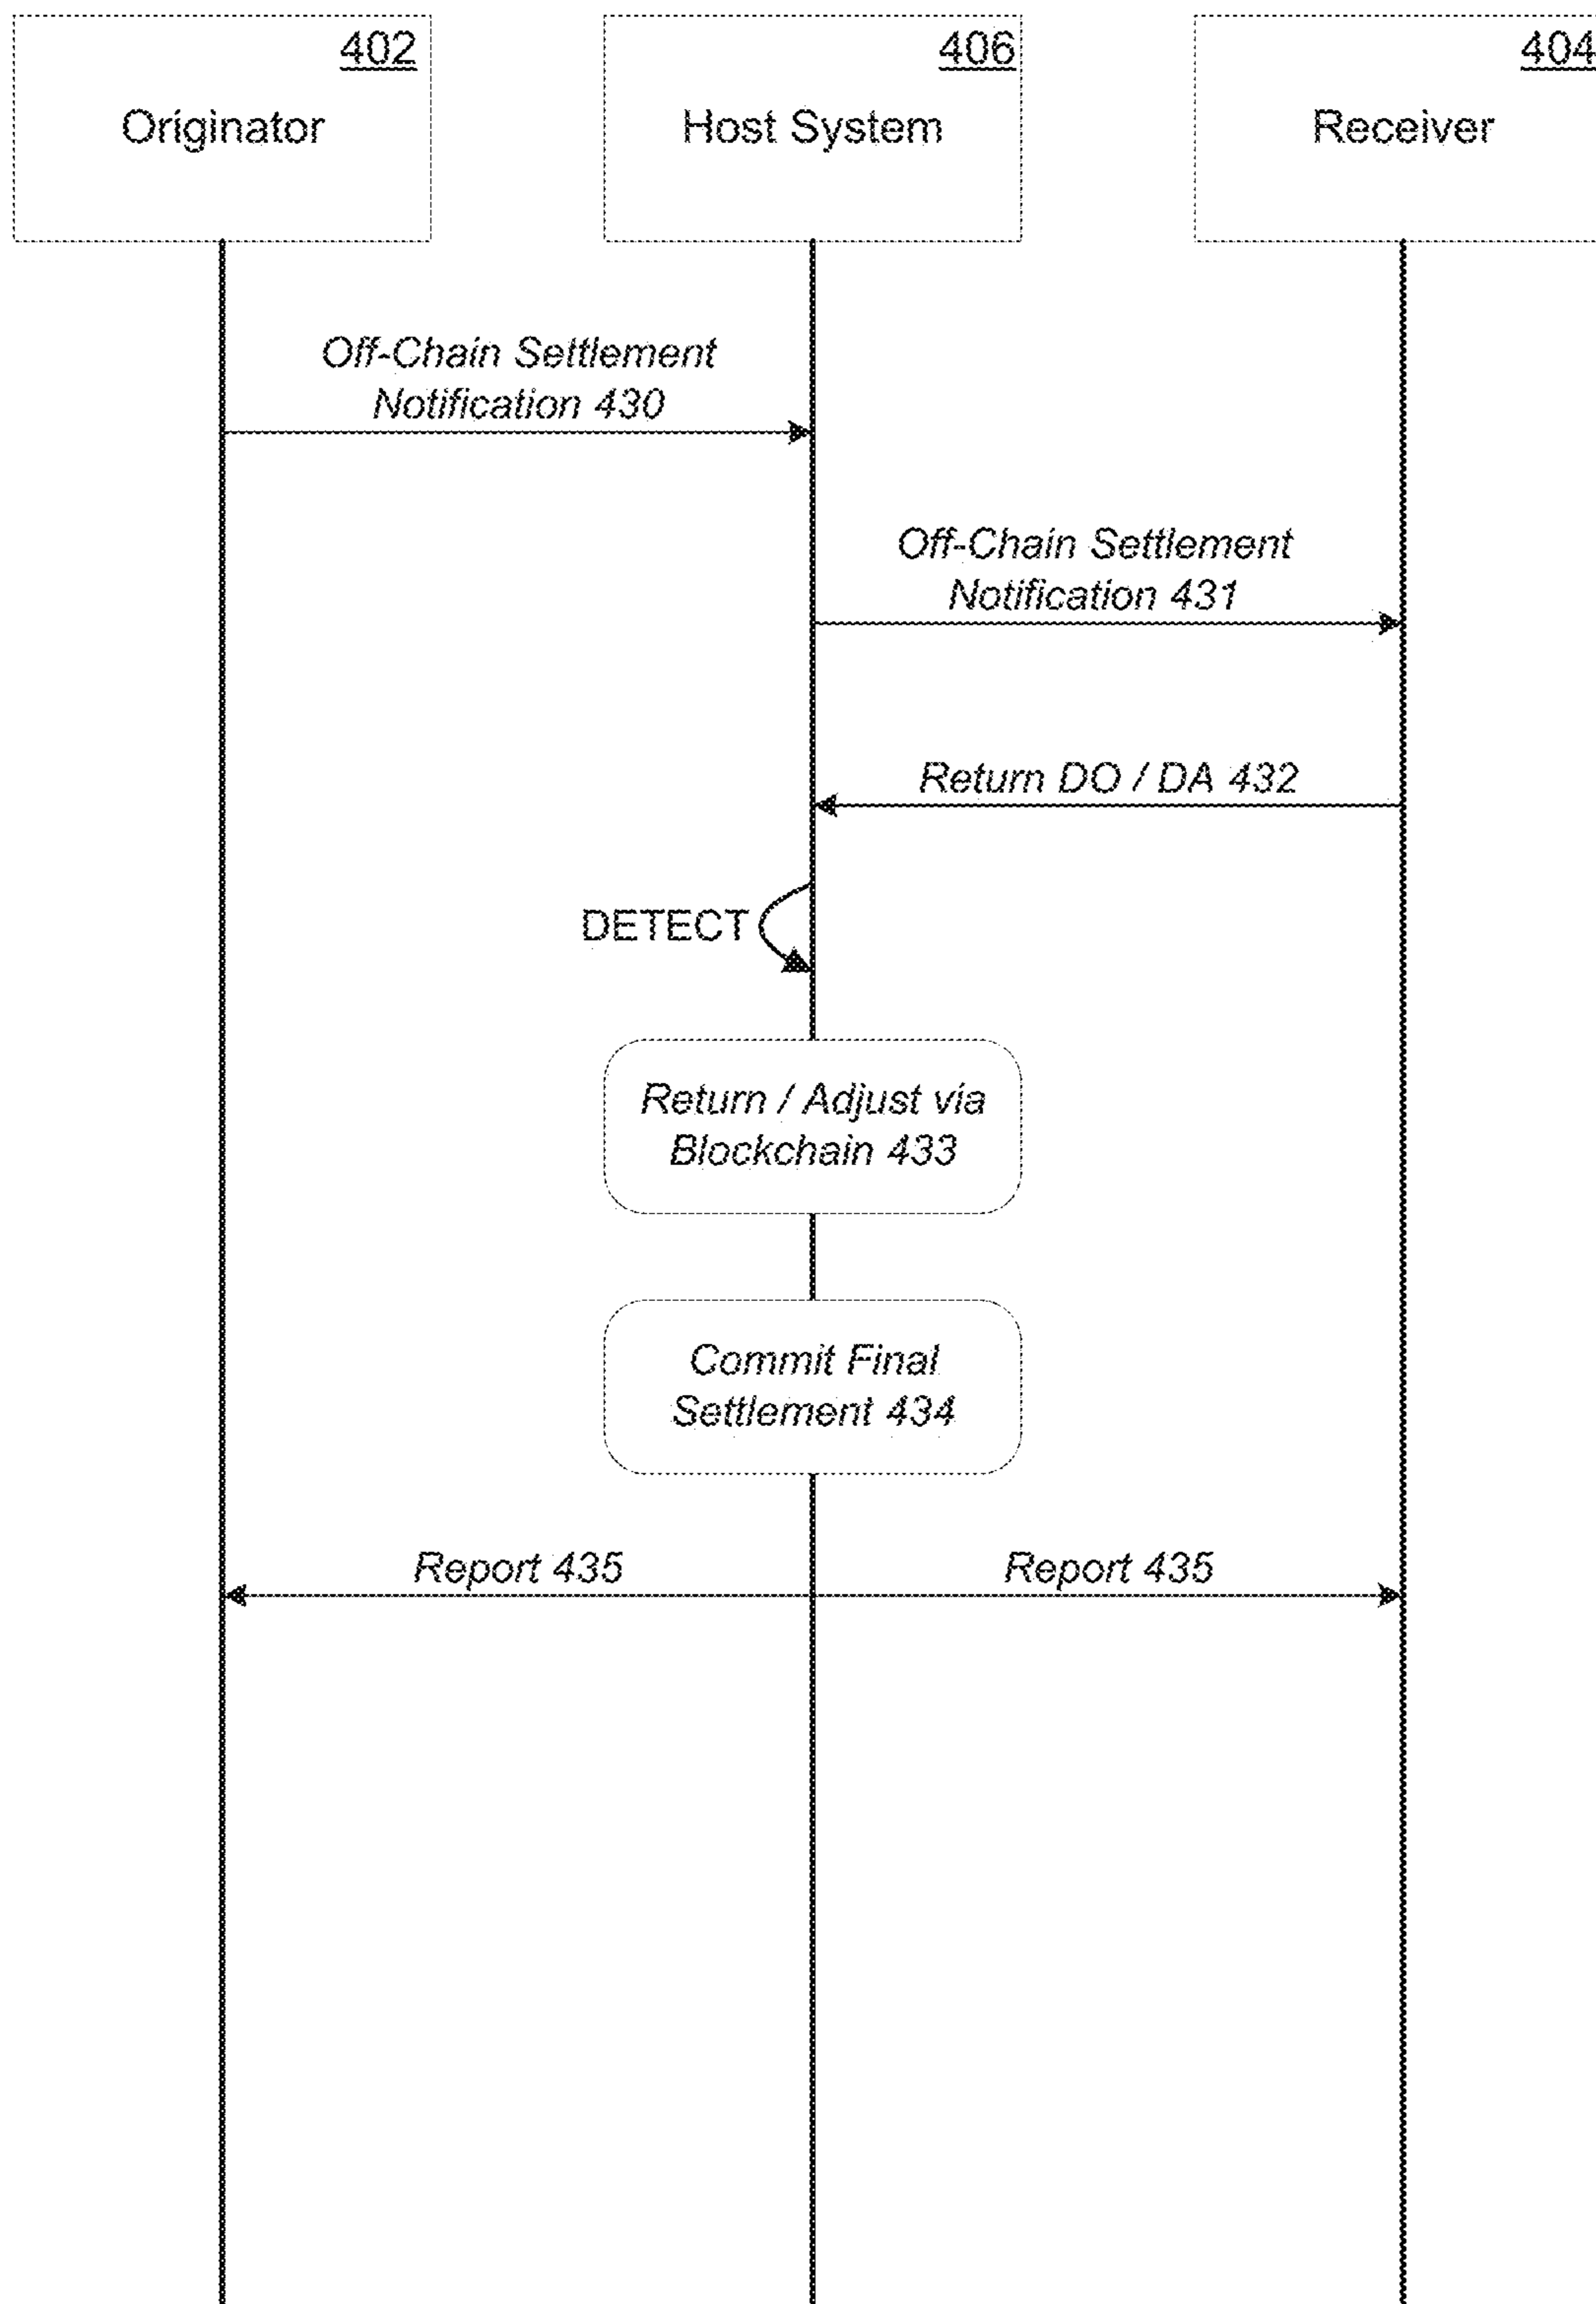 402
Originator
406
Host System
404
Receiver
Off-Chain Settlement
Notification 430
Off-Chain Settlement
Notification 431
Return DO / DA 432
DETECT
Return / Adjust via
Blockchain 433
Commit Final
Settlement 434
Report 435
Report 435